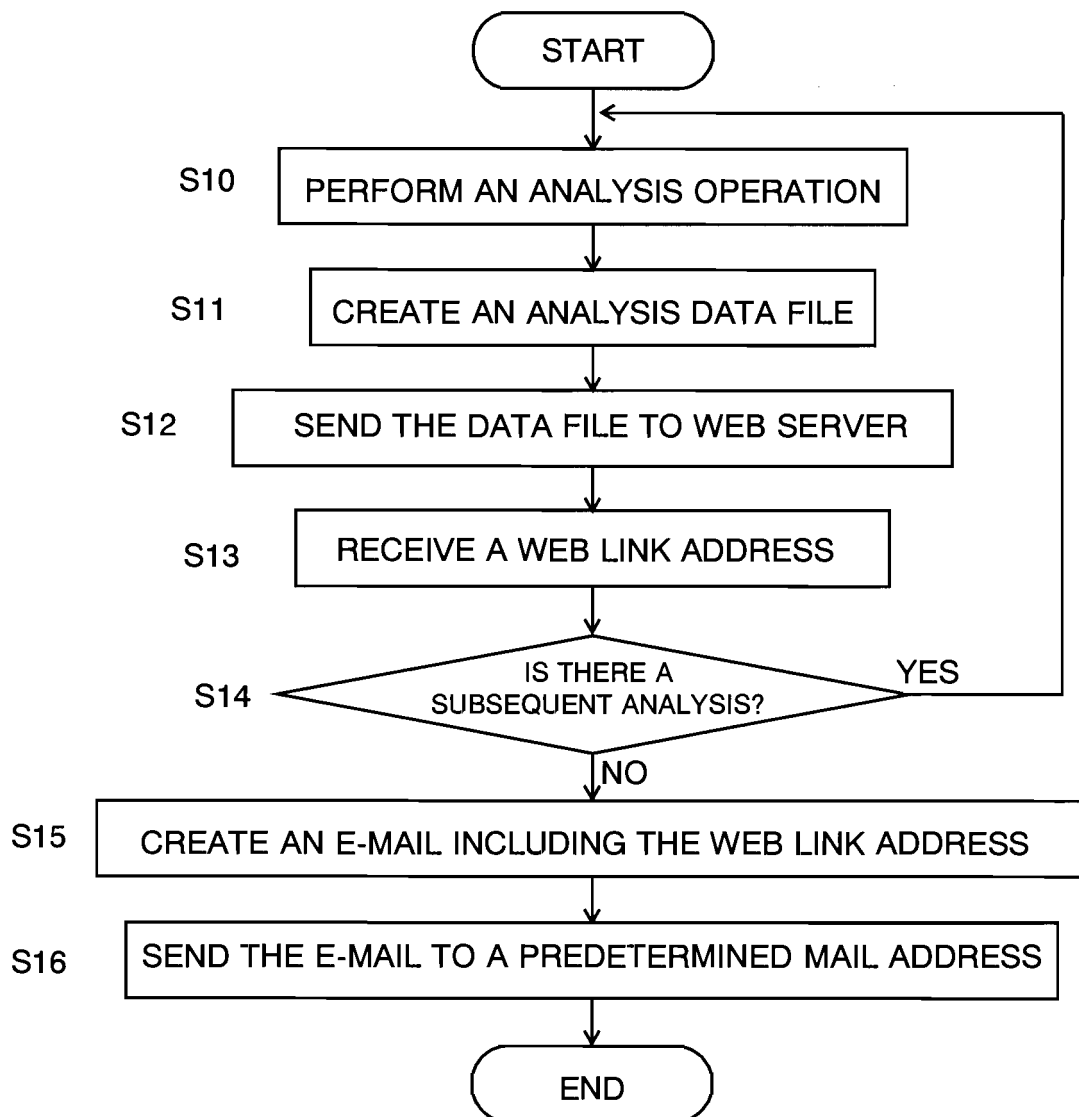 START
S10
PERFORM AN ANALYSIS OPERATION
S11
CREATE AN ANALYSIS DATA FILE
S12
SEND THE DATA FILE TO WEB SERVER
S13
RECEIVE A WEB LINK ADDRESS
S14
IS THERE A
SUBSEQUENT ANALYSIS?
YES
NO
S15
CREATE AN E-MAIL INCLUDING THE WEB LINK ADDRESS
S16
SEND THE E-MAIL TO A PREDETERMINED MAIL ADDRESS
END